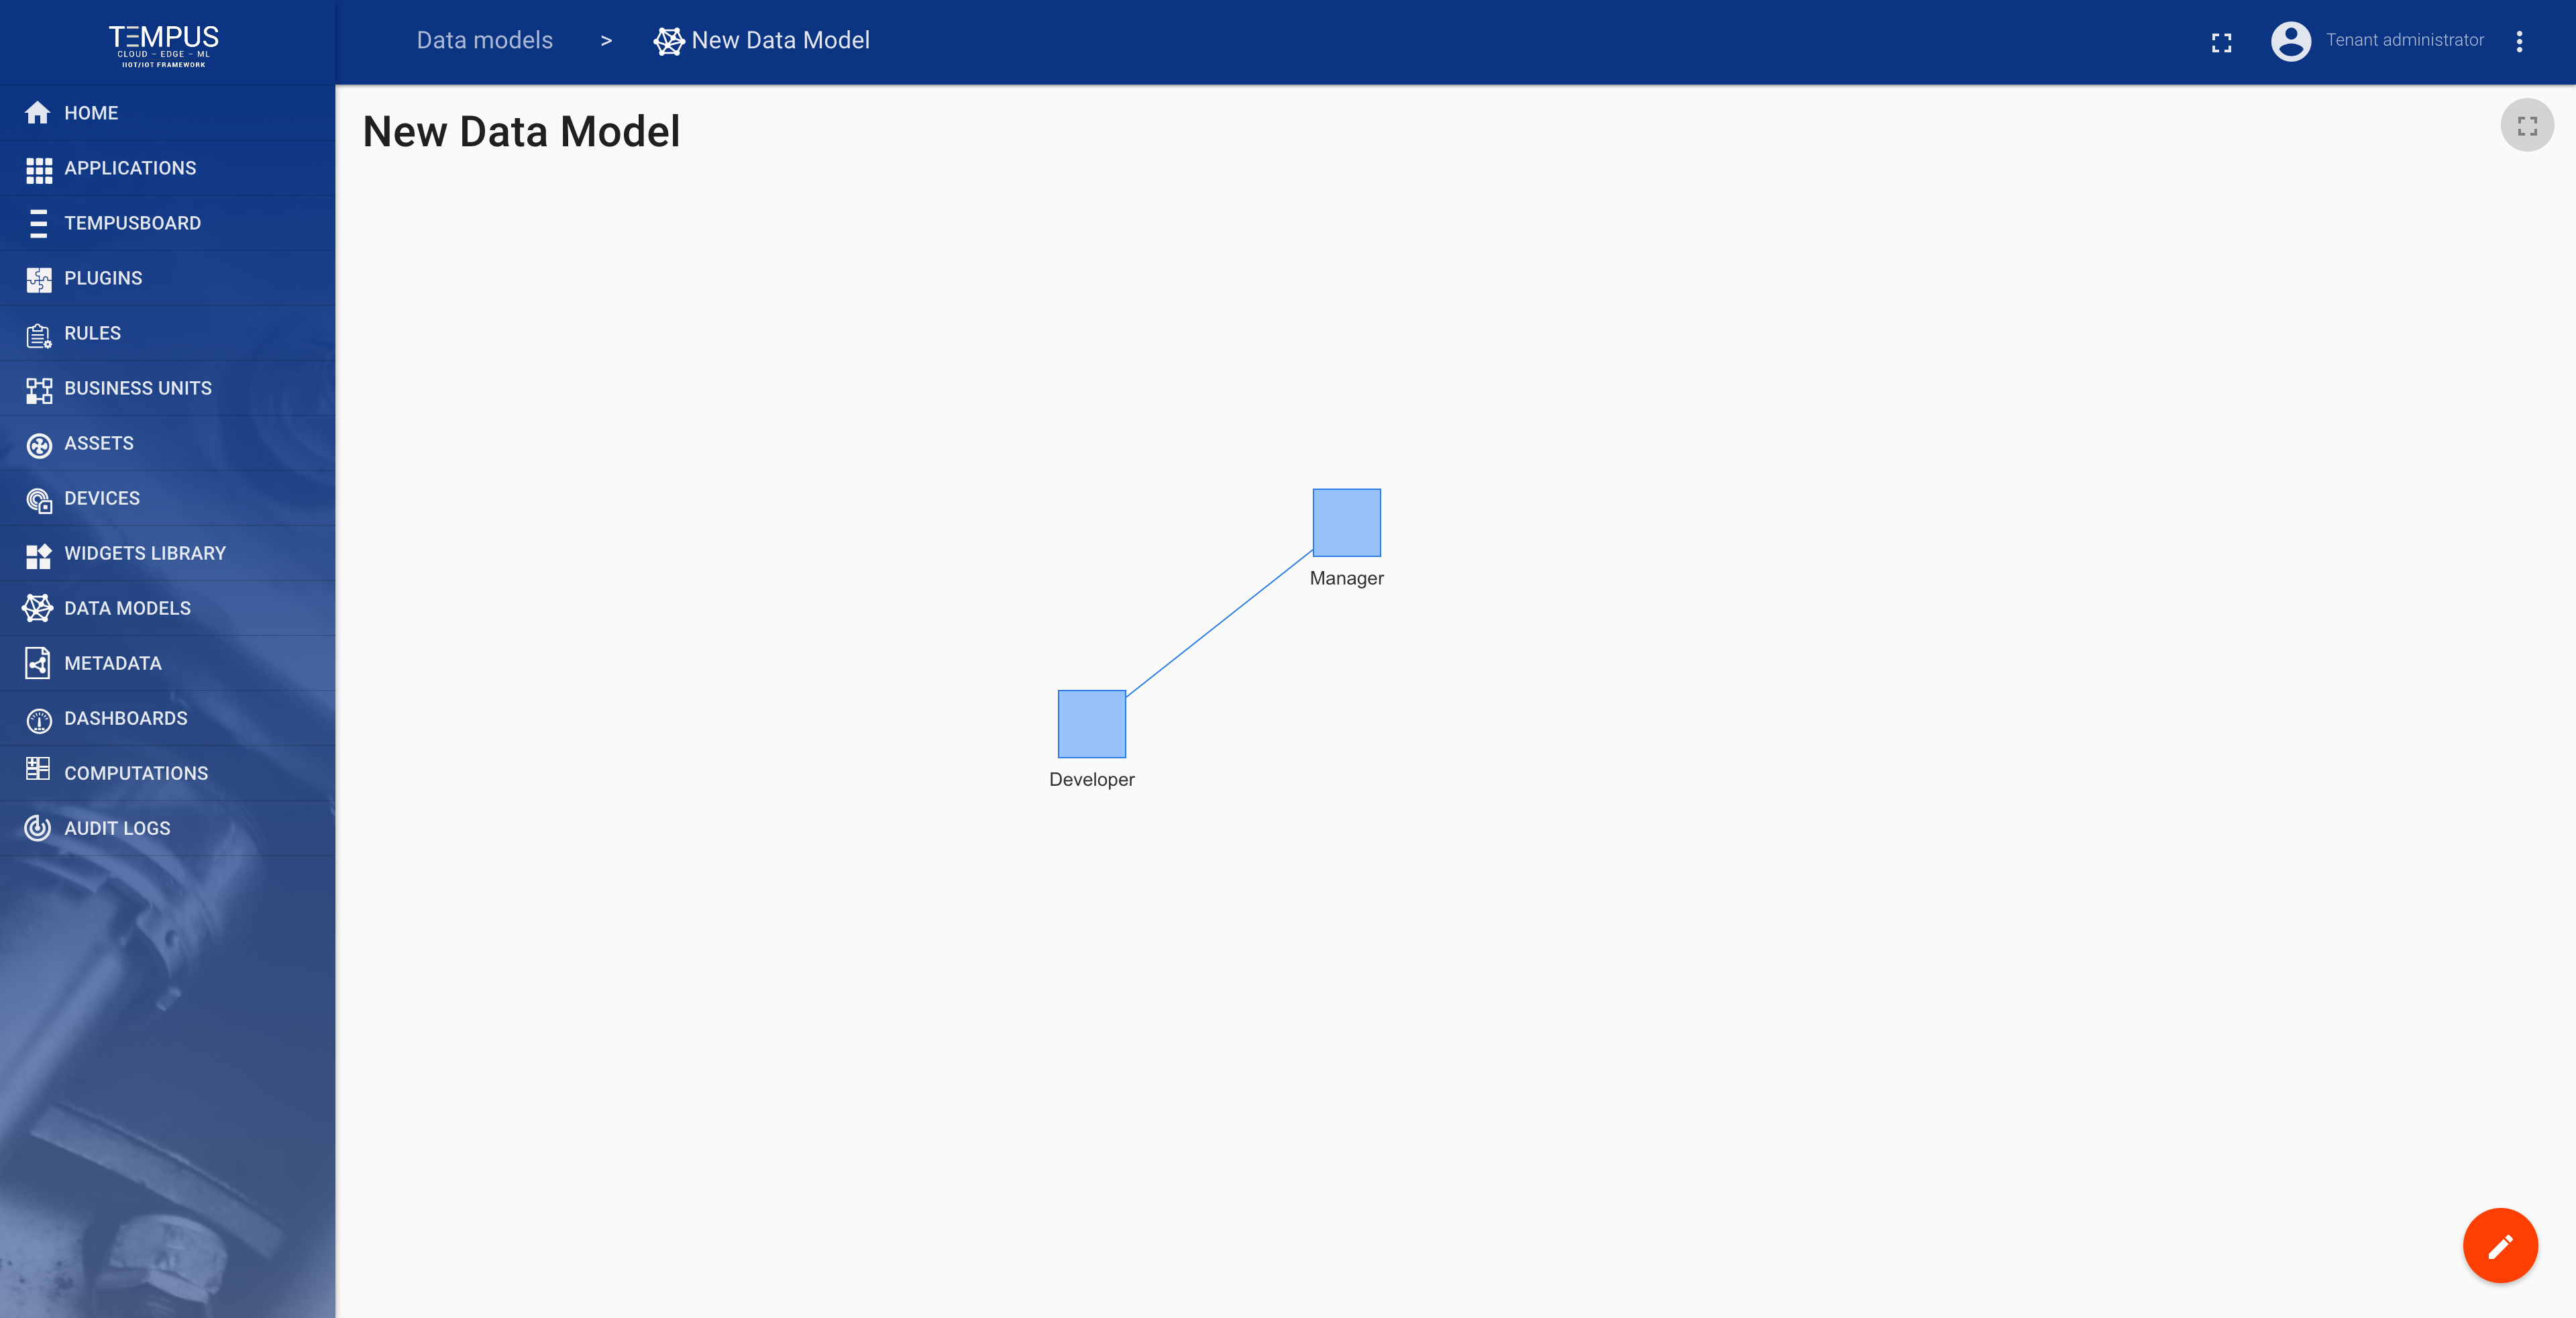 TEMPUS
CLOUD – EDGE – ML
IIOT/IOT FRAMEWORK
Data models > New Data Model
Tenant administrator
HOME
APPLICATIONS
TEMPUSBOARD
PLUGINS
RULES
BUSINESS UNITS
ASSETS
DEVICES
WIDGETS LIBRARY
DATA MODELS
METADATA
DASHBOARDS
COMPUTATIONS
AUDIT LOGS
New Data Model
Manager
Developer